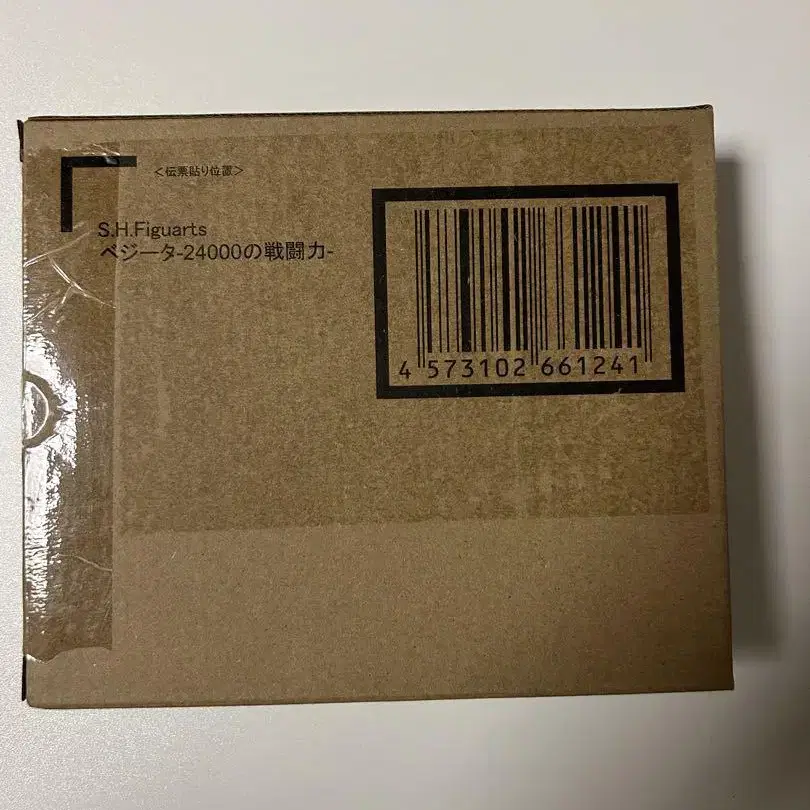 ＜伝票貼り位置＞
S.H.Figuarts
ベジータ-24000の戦闘力-
4 573102 661241